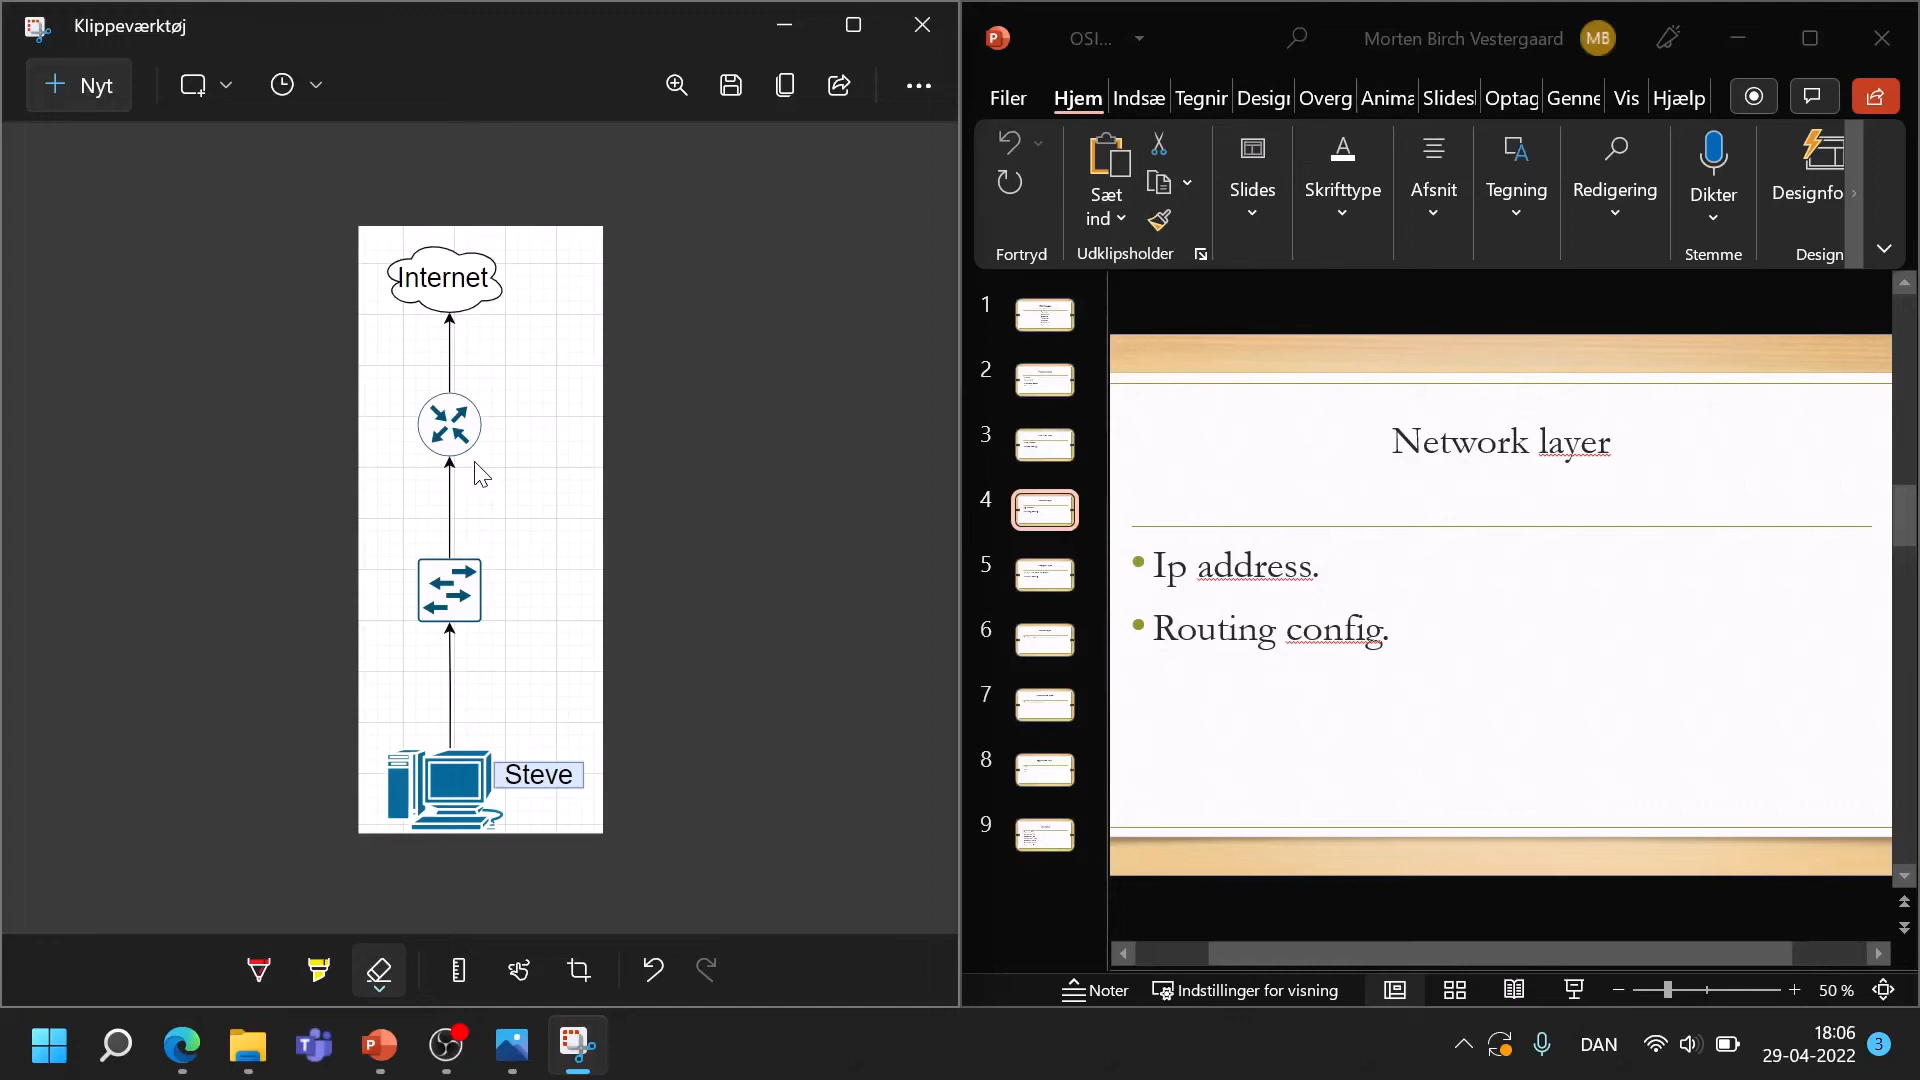 Klippeværktøj
Nyt
Internet
Steve
OSI...
Morten Birch Vestergaard
MB
Filer
Hjem
Indsæ
Tegnir
Desigr
Overg
Anima
Slides
Optag
Genne
Vis
Hjælp
Sæt
ind
Slides
Skrifttype
Afsnit
Tegning
Redigering
Dikter
Designfo
Fortryd
Udklipsholder
Stemme
Design
1
2
3
4
5
6
7
8
9
Network layer
Ip address.
Routing config.
Noter
Indstillinger for visning
50 %
DAN
18:06
29-04-2022
3